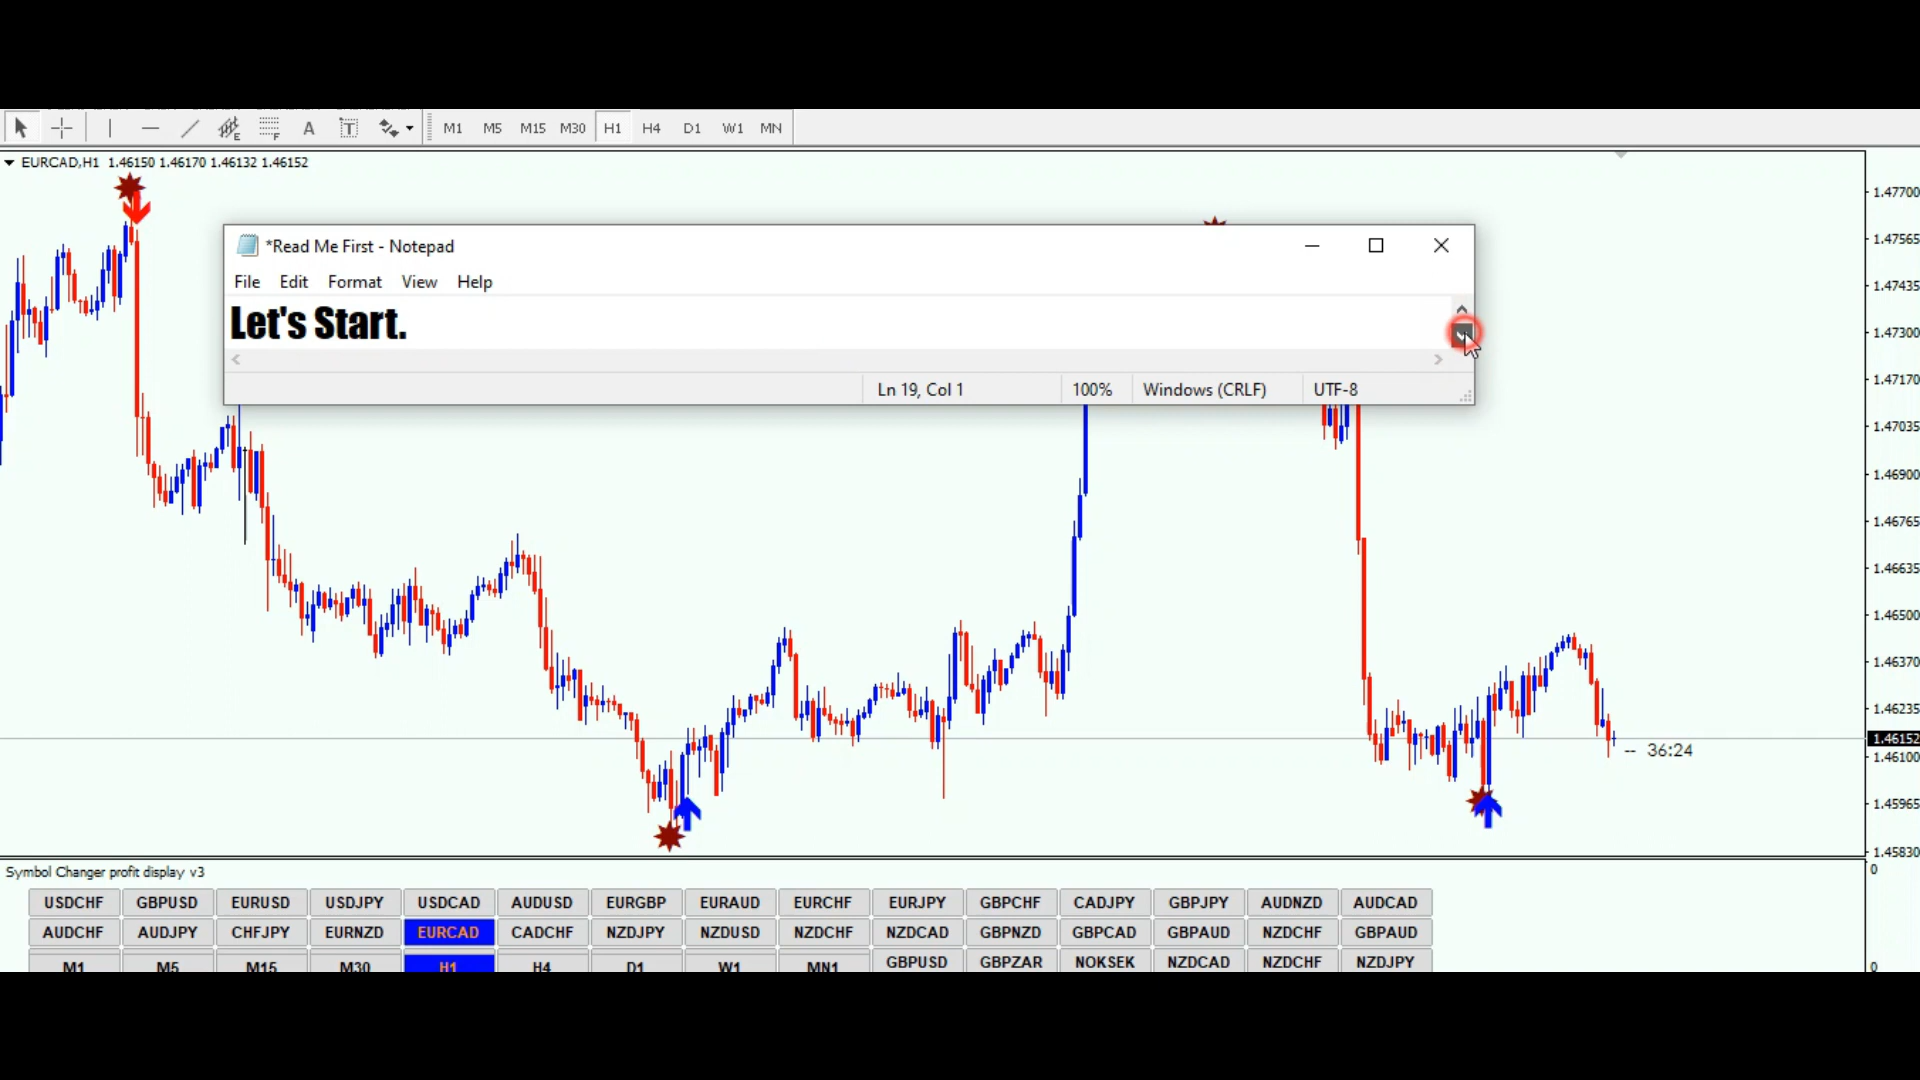 A T
M1 M5 M15 M30 H1 H4 D1 W1 MN
EURCAD,H1 1.46150 1.46170 1.46132 1.46152
*Read Me First - Notepad
File Edit Format View Help
Let's Start.
Ln 19, Col 1 100% Windows (CRLF) UTF-8
1.47700
1.47565
1.47435
1.47300
1.47170
1.47035
1.46900
1.46765
1.46635
1.46500
1.46370
1.46235
1.46152
1.46100
1.45965
1.45830
-- 36:24
Symbol Changer profit display v3
0
USDCHF GBPUSD EURUSD USDJPY USDCAD AUDUSD EURGBP EURAUD EURCHF EURJPY GBPCHF CADJPY GBPJPY AUDNZD AUDCAD
AUDCHF AUDJPY CHFJPY EURNZD EURCAD CADCHF NZDJPY NZDUSD NZDCHF NZDCAD GBPNZD GBPCAD GBPAUD NZDCHF GBPAUD
M1 M5 M15 M30 H1 H4 D1 W1 MN1 GBPUSD GBPZAR NOKSEK NZDCAD NZDCHF NZDJPY
0